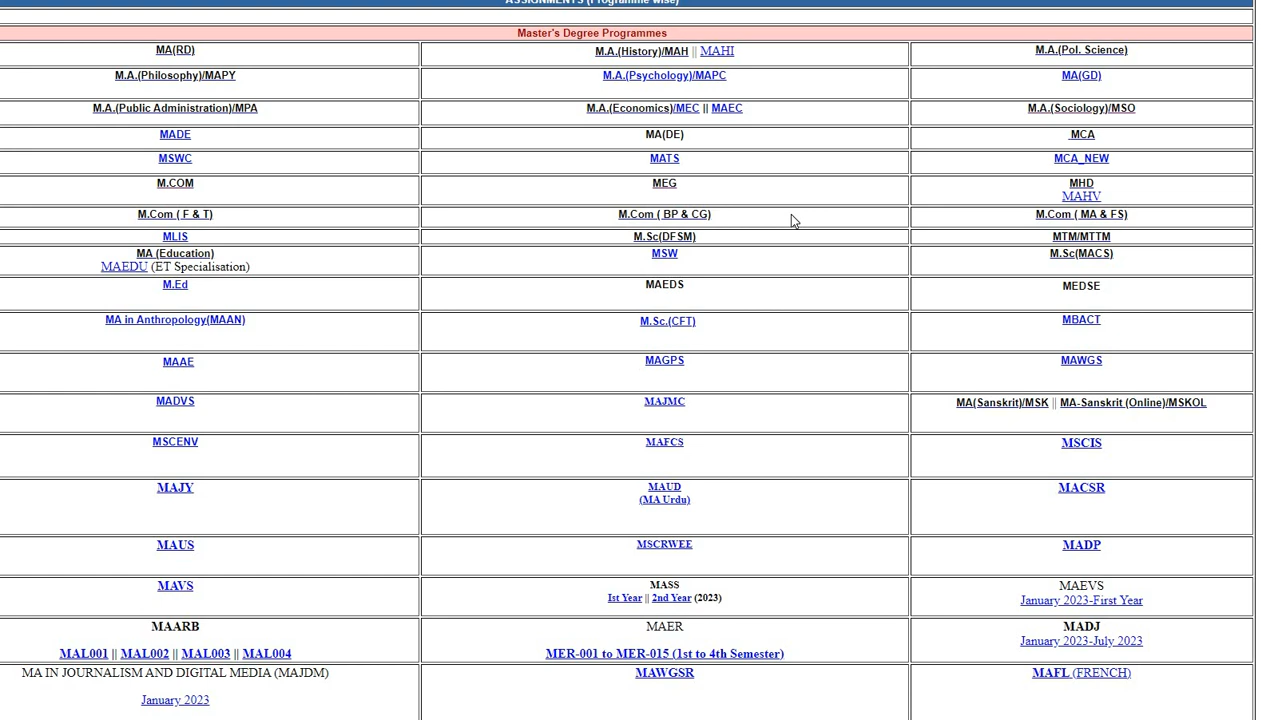 ASSIGNMENTS (Programme wise)
Master's Degree Programmes
MA(RD)
M.A.(History)/MAH || MAHI
M.A.(Pol. Science)
M.A.(Philosophy)/MAPY
M.A.(Psychology)/MAPC
MA(GD)
M.A.(Public Administration)/MPA
M.A.(Economics)/MEC || MAEC
M.A.(Sociology)/MSO
MADE
MA(DE)
MCA
MSWC
MATS
MCA_NEW
M.COM
MEG
MHD
MAHV
M.Com ( F & T)
M.Com ( BP & CG)
M.Com ( MA & FS)
MLIS
M.Sc(DFSM)
MTM/MTTM
MA (Education)
MAEDU (ET Specialisation)
MSW
M.Sc(MACS)
M.Ed
MAEDS
MEDSE
MA in Anthropology(MAAN)
M.Sc.(CFT)
MBACT
MAAE
MAGPS
MAWGS
MADVS
MAJMC
MA(Sanskrit)/MSK || MA-Sanskrit (Online)/MSKOL
MSCENV
MAFCS
MSCIS
MAJY
MAUD
(MA Urdu)
MACSR
MAUS
MSCRWEE
MADP
MAVS
MASS
Ist Year || 2nd Year (2023)
MAEVS
January 2023-First Year
MAARB
MAL001 || MAL002 || MAL003 || MAL004
MAER
MER-001 to MER-015 (1st to 4th Semester)
MADJ
January 2023-July 2023
MA IN JOURNALISM AND DIGITAL MEDIA (MAJDM)
January 2023
MAWGSR
MAFL (FRENCH)